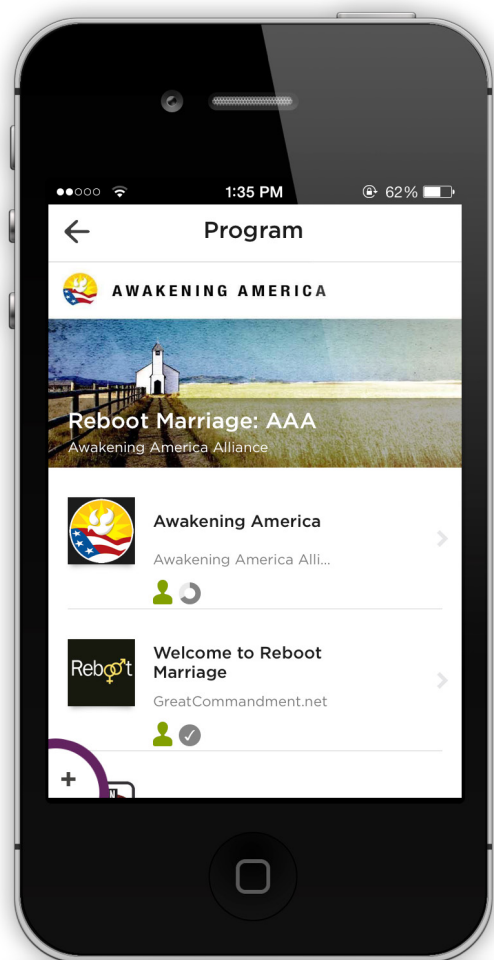 1:35 PM
62%
Program
AWAKENING AMERICA
Reboot Marriage: AAA
Awakening America Alliance
Awakening America
Awakening America Alli...
Reboot
Welcome to Reboot
Marriage
GreatCommandment.net
+